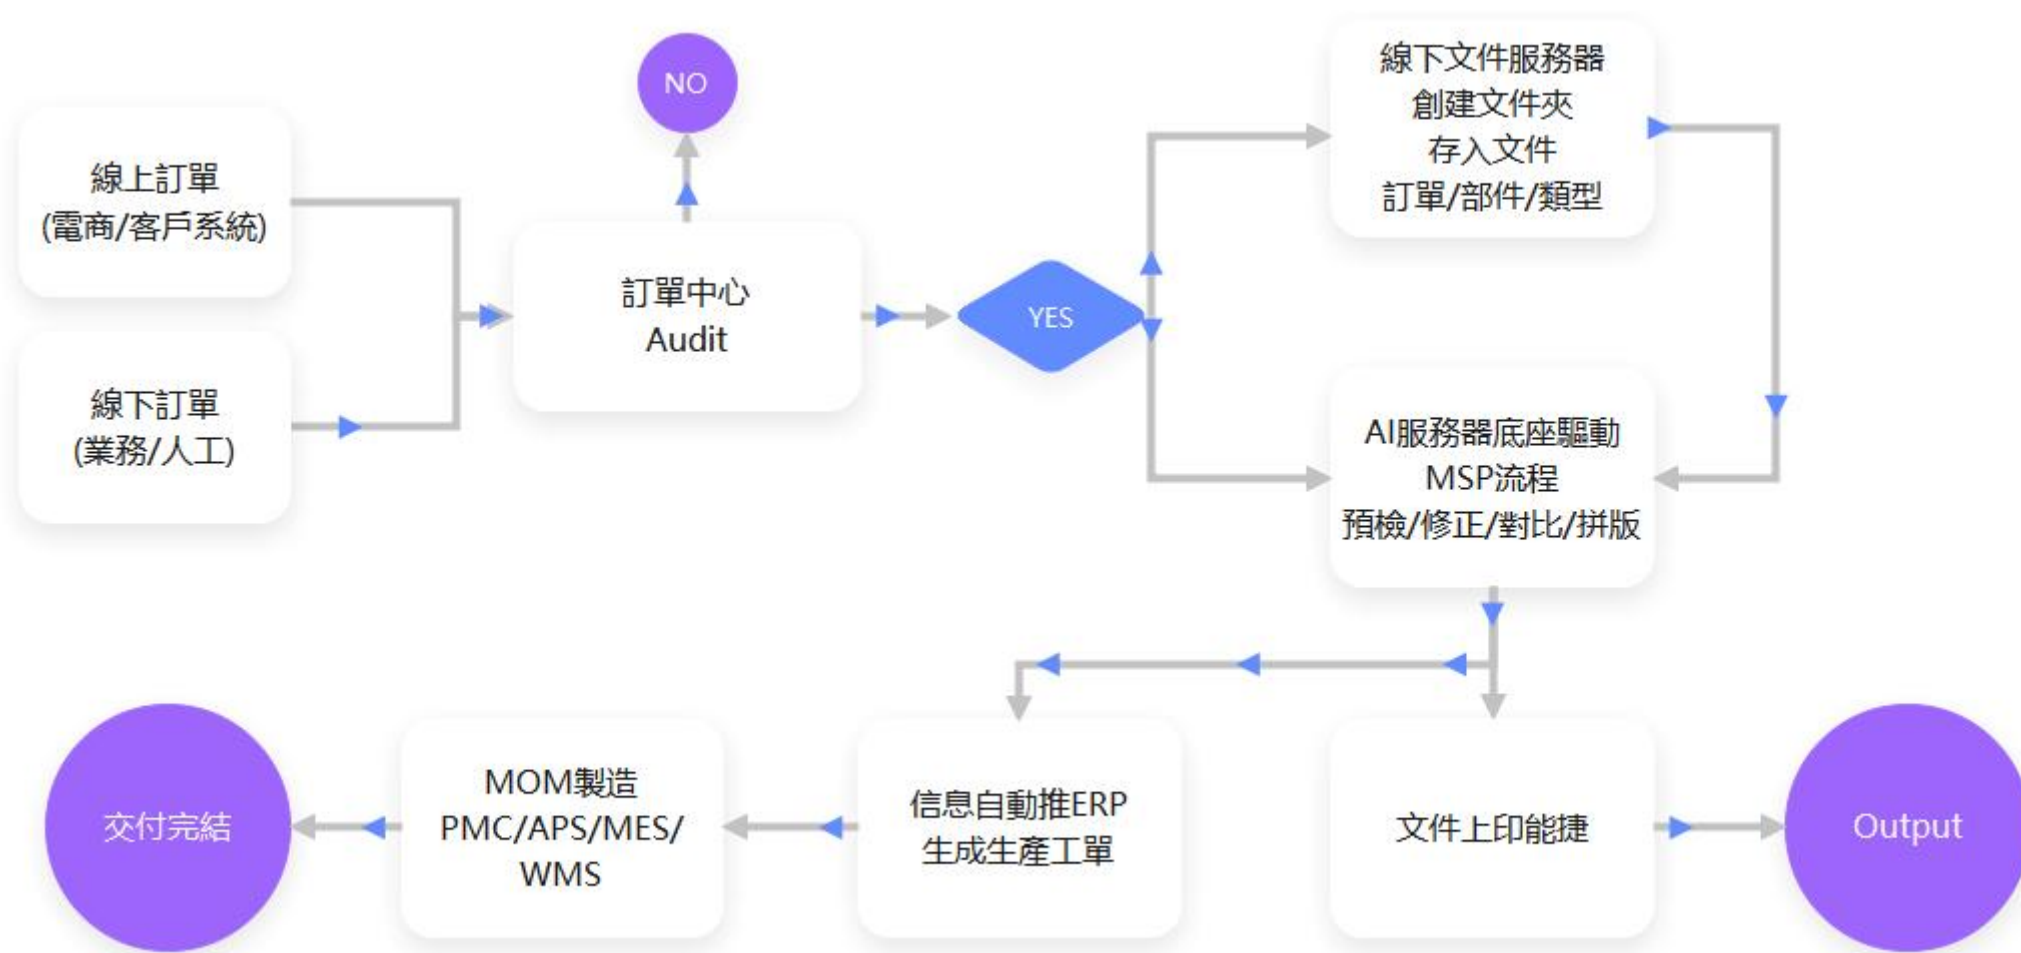 線上訂單
(電商/客戶系統)
線下訂單
(業務/人工)
NO
訂單中心
Audit
YES
線下文件服務器
創建文件夾
存入文件
訂單/部件/類型
AI服務器底座驅動
MSP流程
預檢/修正/對比/拼版
交付完結
MOM製造
PMC/APS/MES/
WMS
信息自動推ERP
生成生產工單
文件上印能捷
Output